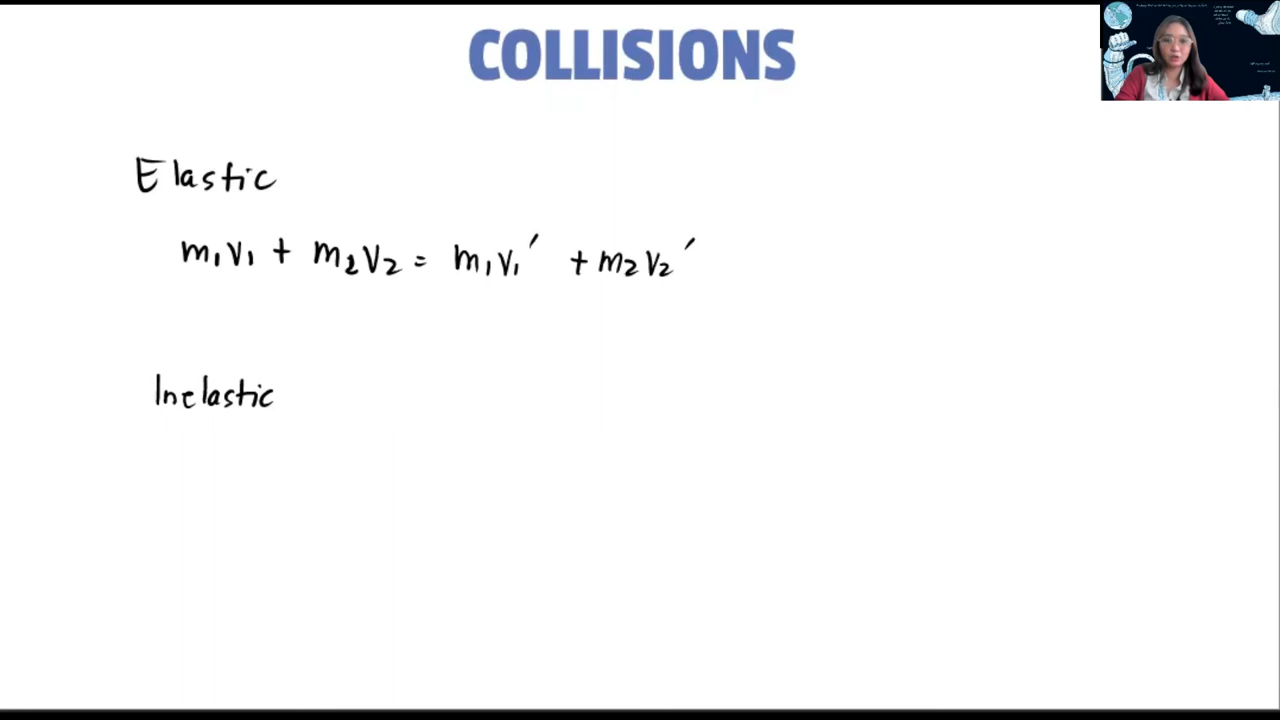 COLLISIONS
Elastic
m₁v₁ + m₂v₂ = m₁v₁′ + m₂v₂′
Inelastic